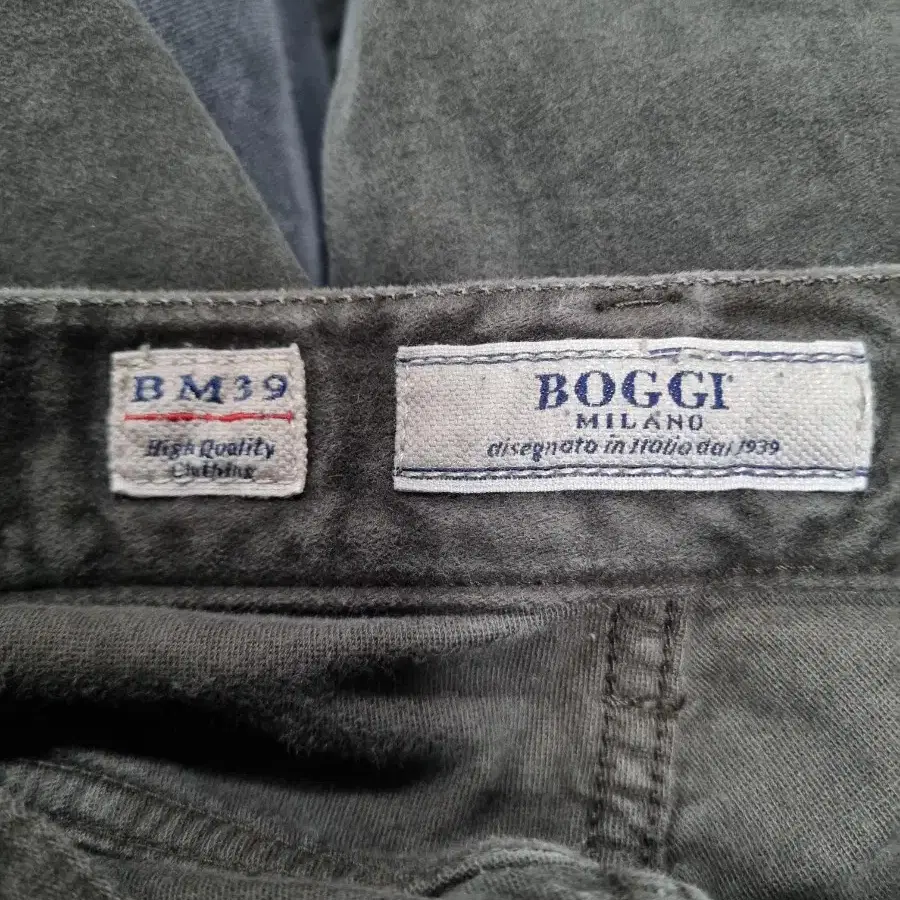 BM39
High Quality
Clothing
BOGGI
MILANO
disegnato in Italia dal 1939